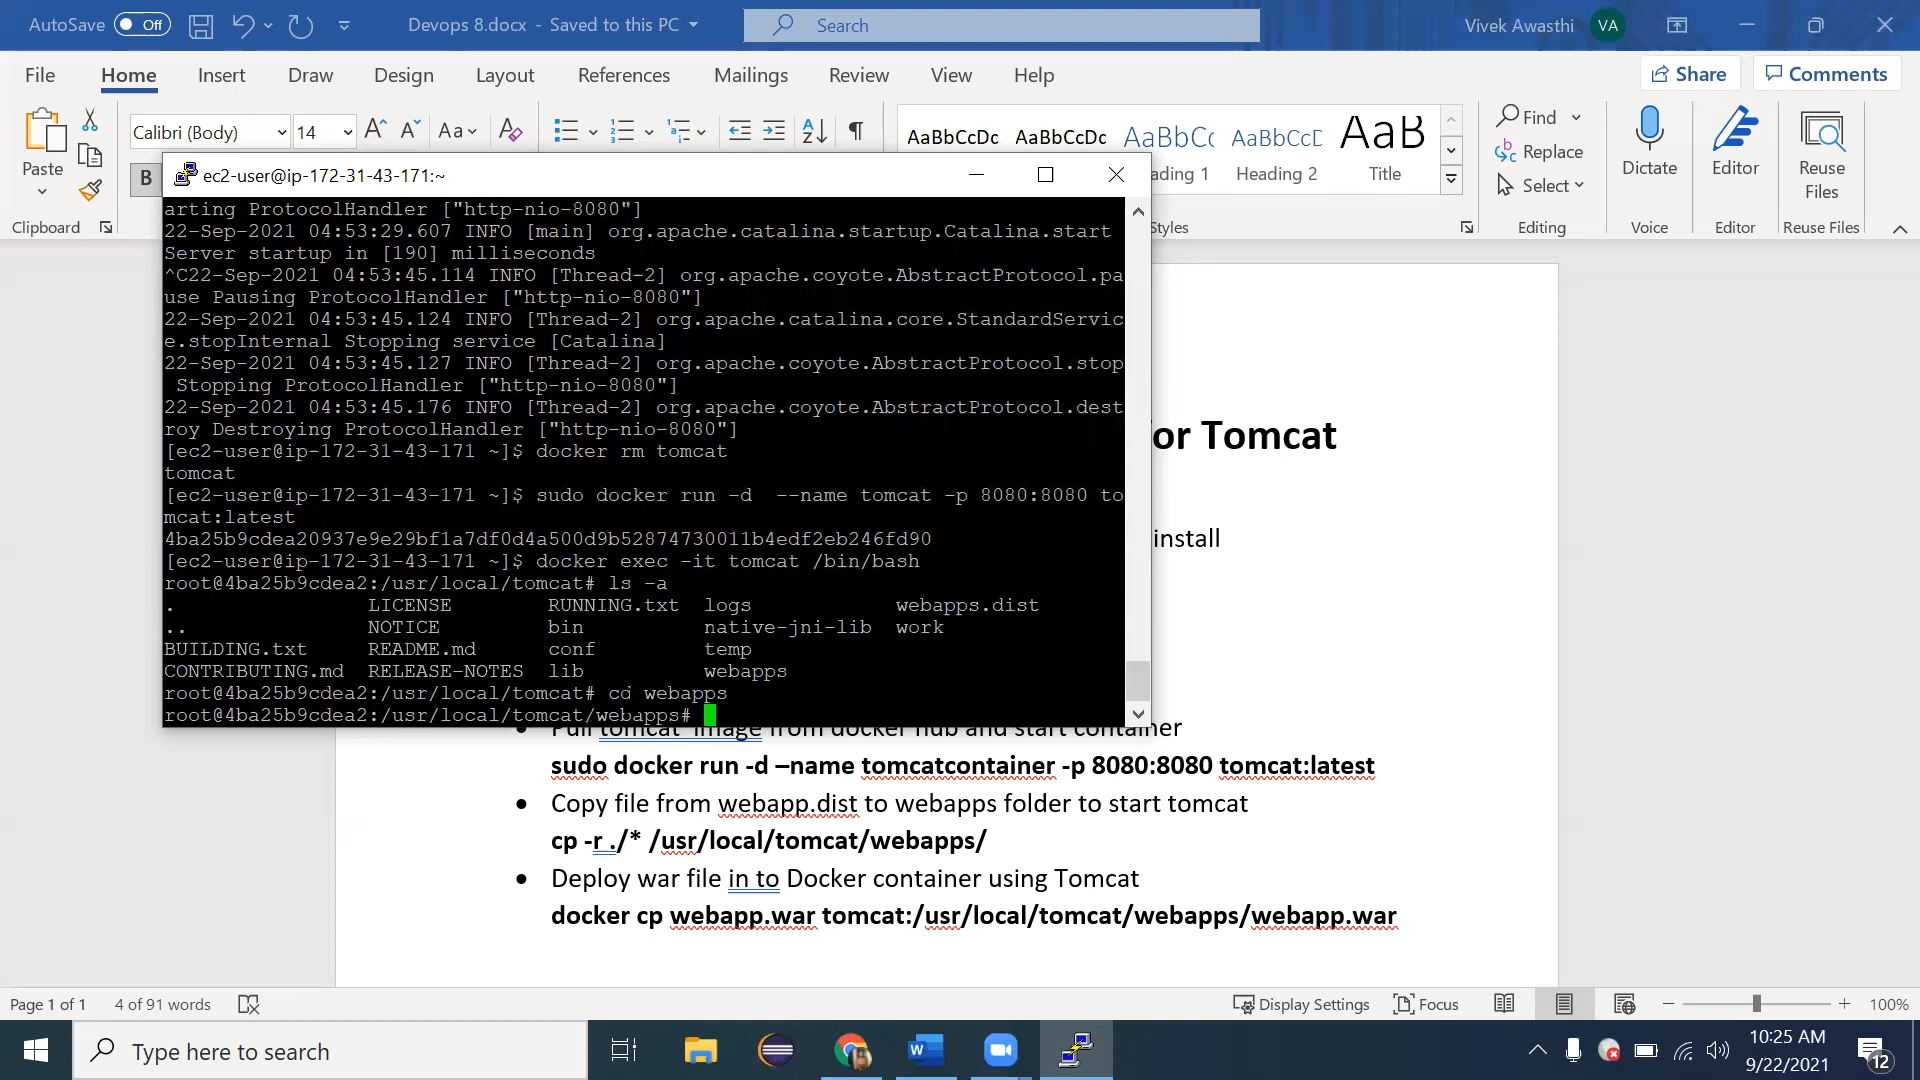 AutoSave Off Devops 8.docx - Saved to this PC Search Vivek Awasthi VA
File Home Insert Draw Design Layout References Mailings Review View Help Share Comments
Calibri (Body) 14 Aa AaBbCcDc AaBbCcDc AaBbCc AaBbCcD AaB Find
Paste B ading 1 Heading 2 Title Replace Select Dictate Editor Reuse Files
Clipboard Styles Editing Voice Editor Reuse Files
ec2-user@ip-172-31-43-171:~
arting ProtocolHandler ["http-nio-8080"]
22-Sep-2021 04:53:29.607 INFO [main] org.apache.catalina.startup.Catalina.start
Server startup in [190] milliseconds
^C22-Sep-2021 04:53:45.114 INFO [Thread-2] org.apache.coyote.AbstractProtocol.pa
use Pausing ProtocolHandler ["http-nio-8080"]
22-Sep-2021 04:53:45.124 INFO [Thread-2] org.apache.catalina.core.StandardServic
e.stopInternal Stopping service [Catalina]
22-Sep-2021 04:53:45.127 INFO [Thread-2] org.apache.coyote.AbstractProtocol.stop
Stopping ProtocolHandler ["http-nio-8080"]
22-Sep-2021 04:53:45.176 INFO [Thread-2] org.apache.coyote.AbstractProtocol.dest
roy Destroying ProtocolHandler ["http-nio-8080"]
[ec2-user@ip-172-31-43-171 ~]$ docker rm tomcat
tomcat
[ec2-user@ip-172-31-43-171 ~]$ sudo docker run -d  --name tomcat -p 8080:8080 to
mcat:latest
4ba25b9cdea20937e9e29bf1a7df0d4a500d9b52874730011b4edf2eb246fd90
[ec2-user@ip-172-31-43-171 ~]$ docker exec -it tomcat /bin/bash
root@4ba25b9cdea2:/usr/local/tomcat# ls -a
. LICENSE RUNNING.txt logs webapps.dist
.. NOTICE bin native-jni-lib work
BUILDING.txt README.md conf temp
CONTRIBUTING.md RELEASE-NOTES lib webapps
root@4ba25b9cdea2:/usr/local/tomcat# cd webapps
root@4ba25b9cdea2:/usr/local/tomcat/webapps#
or Tomcat
install
• Pull tomcat image from docker hub and start container
sudo docker run -d –name tomcatcontainer -p 8080:8080 tomcat:latest
• Copy file from webapp.dist to webapps folder to start tomcat
cp -r ./* /usr/local/tomcat/webapps/
• Deploy war file in to Docker container using Tomcat
docker cp webapp.war tomcat:/usr/local/tomcat/webapps/webapp.war
Page 1 of 1 4 of 91 words Display Settings Focus 100%
Type here to search 10:25 AM
9/22/2021 12